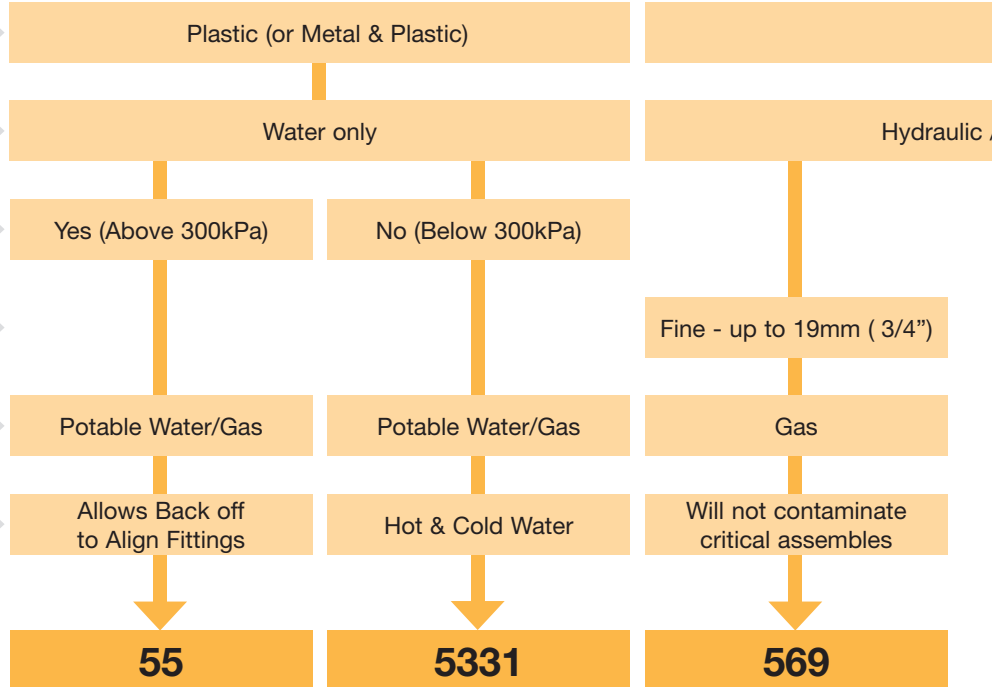 Plastic (or Metal & Plastic)
Water only
Hydraulic
Yes (Above 300kPa)
No (Below 300kPa)
Fine - up to 19mm ( 3/4”)
Potable Water/Gas
Potable Water/Gas
Gas
Allows Back off
to Align Fittings
Hot & Cold Water
Will not contaminate
critical assembles
55
5331
569